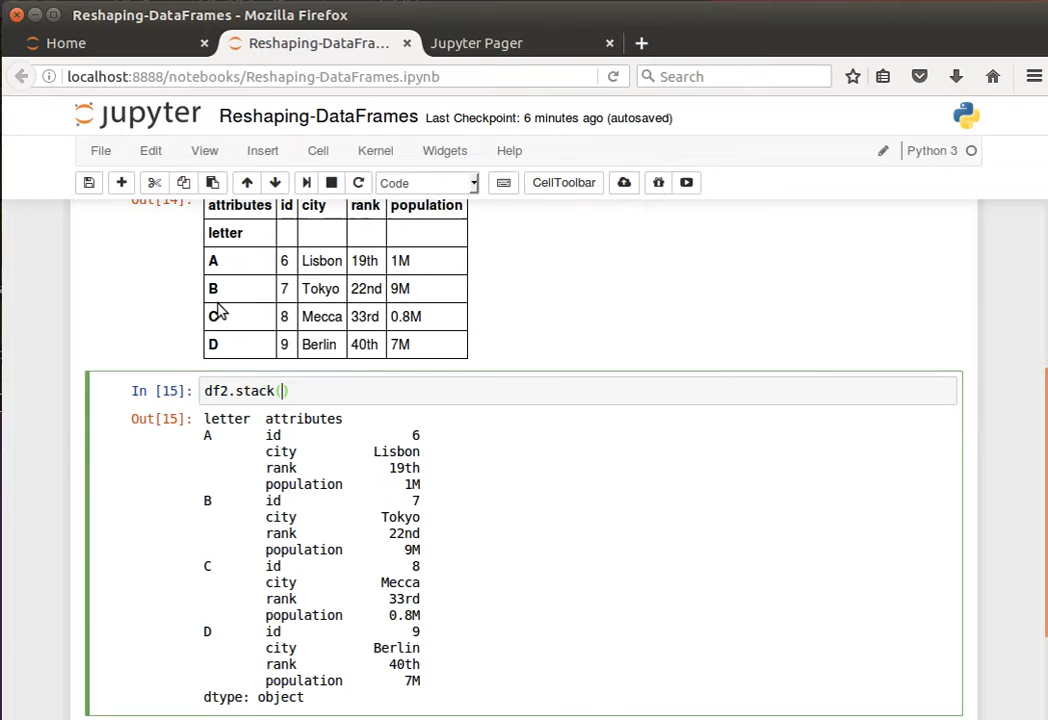 Reshaping-DataFrames - Mozilla Firefox
Home Reshaping-DataFra... Jupyter Pager
localhost:8888/notebooks/Reshaping-DataFrames.ipynb Search
jupyter Reshaping-DataFrames Last Checkpoint: 6 minutes ago (autosaved)
File Edit View Insert Cell Kernel Widgets Help Python 3
Code CellToolbar
Out[14]: attributes id city rank population
letter
A 6 Lisbon 19th 1M
B 7 Tokyo 22nd 9M
C 8 Mecca 33rd 0.8M
D 9 Berlin 40th 7M
In [15]: df2.stack()
Out[15]: letter attributes
A id 6
city Lisbon
rank 19th
population 1M
B id 7
city Tokyo
rank 22nd
population 9M
C id 8
city Mecca
rank 33rd
population 0.8M
D id 9
city Berlin
rank 40th
population 7M
dtype: object